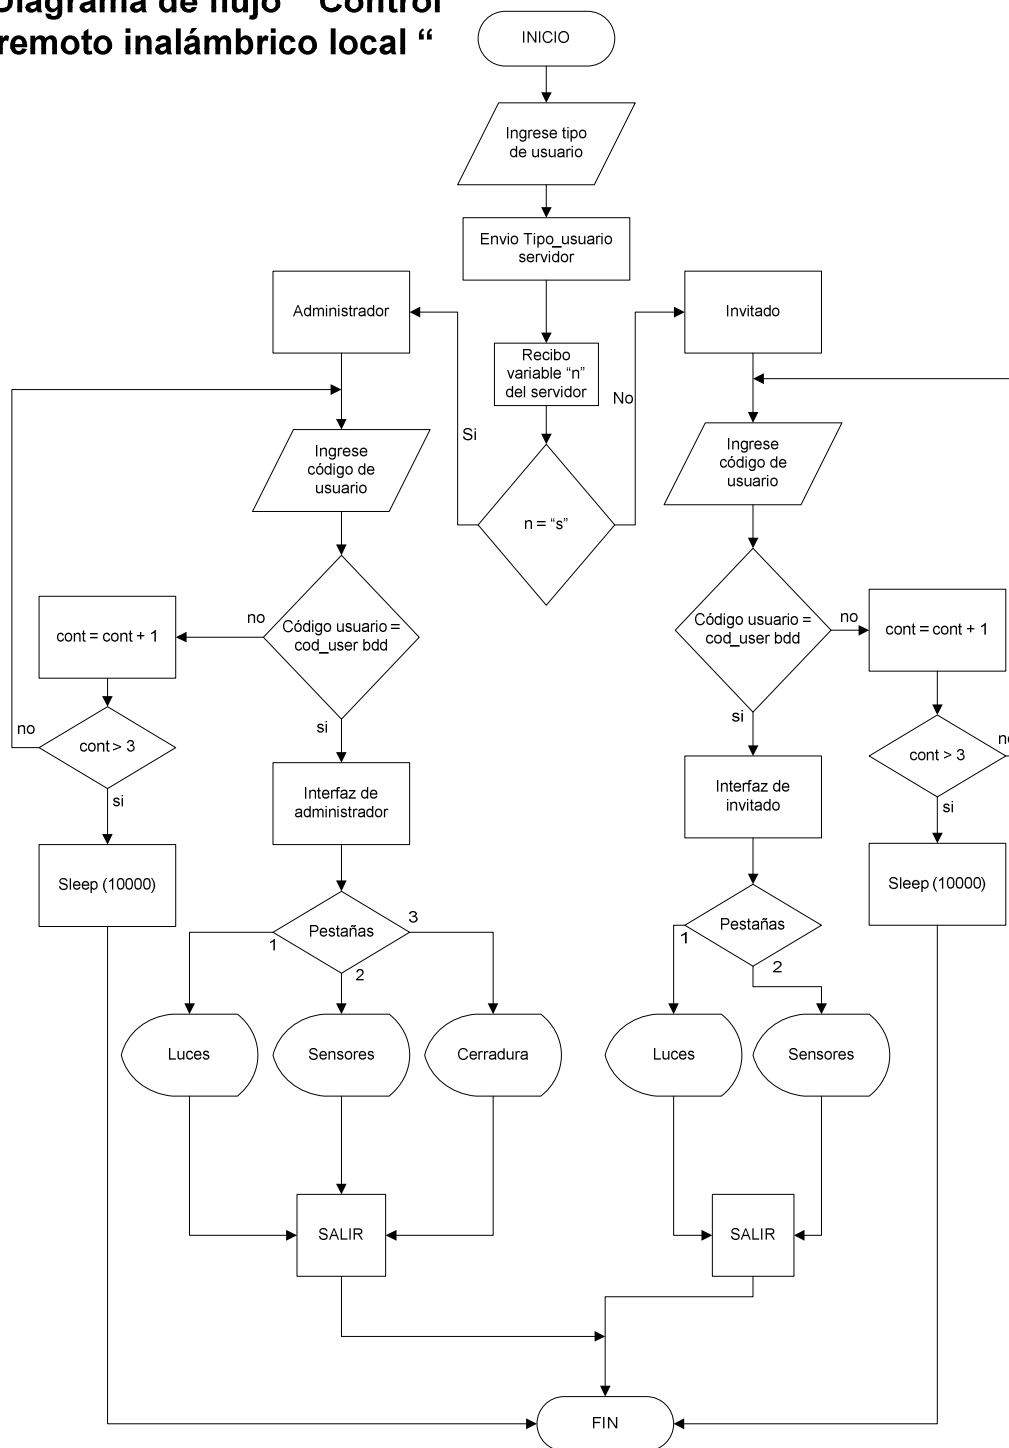 Diagrama de flujo “ Control
remoto inalámbrico local “
INICIO
Ingrese tipo
de usuario
Envio Tipo_usuario
servidor
Administrador
Invitado
Recibo
variable “n”
del servidor
Si
No
n = “s”
Ingrese
código de
usuario
Ingrese
código de
usuario
Código usuario =
cod_user bdd
no
cont = cont + 1
Código usuario =
cod_user bdd
no
cont = cont + 1
si
si
no
cont > 3
si
cont > 3
si
Interfaz de
administrador
Interfaz de
invitado
Sleep (10000)
Sleep (10000)
Pestañas
1
2
3
Pestañas
1
2
Luces
Sensores
Cerradura
Luces
Sensores
SALIR
SALIR
FIN